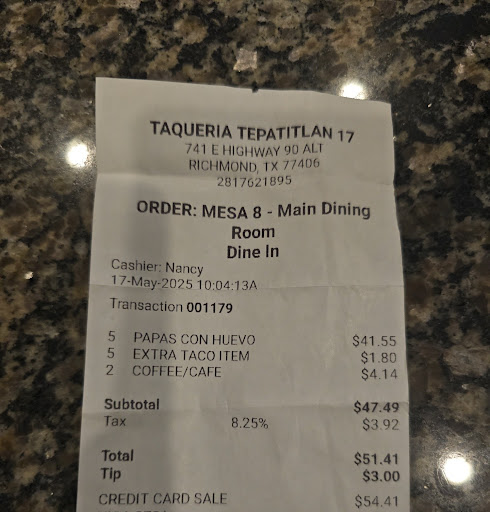 TAQUERIA TEPATITLAN 17
741 E HIGHWAY 90 ALT
RICHMOND, TX 77406
2817621895
ORDER: MESA 8 - Main Dining
Room
Dine In
Cashier: Nancy
17-May-2025 10:04:13A
Transaction 001179
5 PAPAS CON HUEVO $41.55
5 EXTRA TACO ITEM $1.80
2 COFFEE/CAFE $4.14
Subtotal $47.49
Tax 8.25% $3.92
Total $51.41
Tip $3.00
CREDIT CARD SALE $54.41